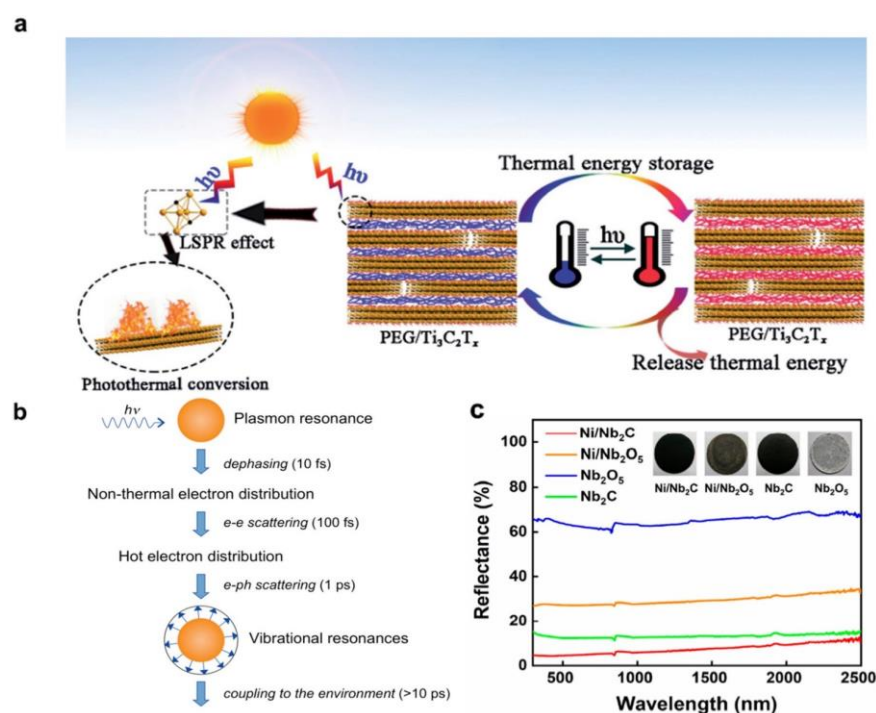 a
hυ
hυ
LSPR effect
Photothermal conversion
Thermal energy storage
hυ
PEG/Ti₃C₂Tₓ
PEG/Ti₃C₂Tₓ
Release thermal energy
b
hν
Plasmon resonance
dephasing (10 fs)
Non-thermal electron distribution
e-e scattering (100 fs)
Hot electron distribution
e-ph scattering (1 ps)
Vibrational resonances
coupling to the environment (>10 ps)
c
Ni/Nb₂C
Ni/Nb₂O₅
Nb₂O₅
Nb₂C
Ni/Nb₂C Ni/Nb₂O₅ Nb₂C Nb₂O₅
Reflectance (%)
100
80
60
40
20
0
500 1000 1500 2000 2500
Wavelength (nm)